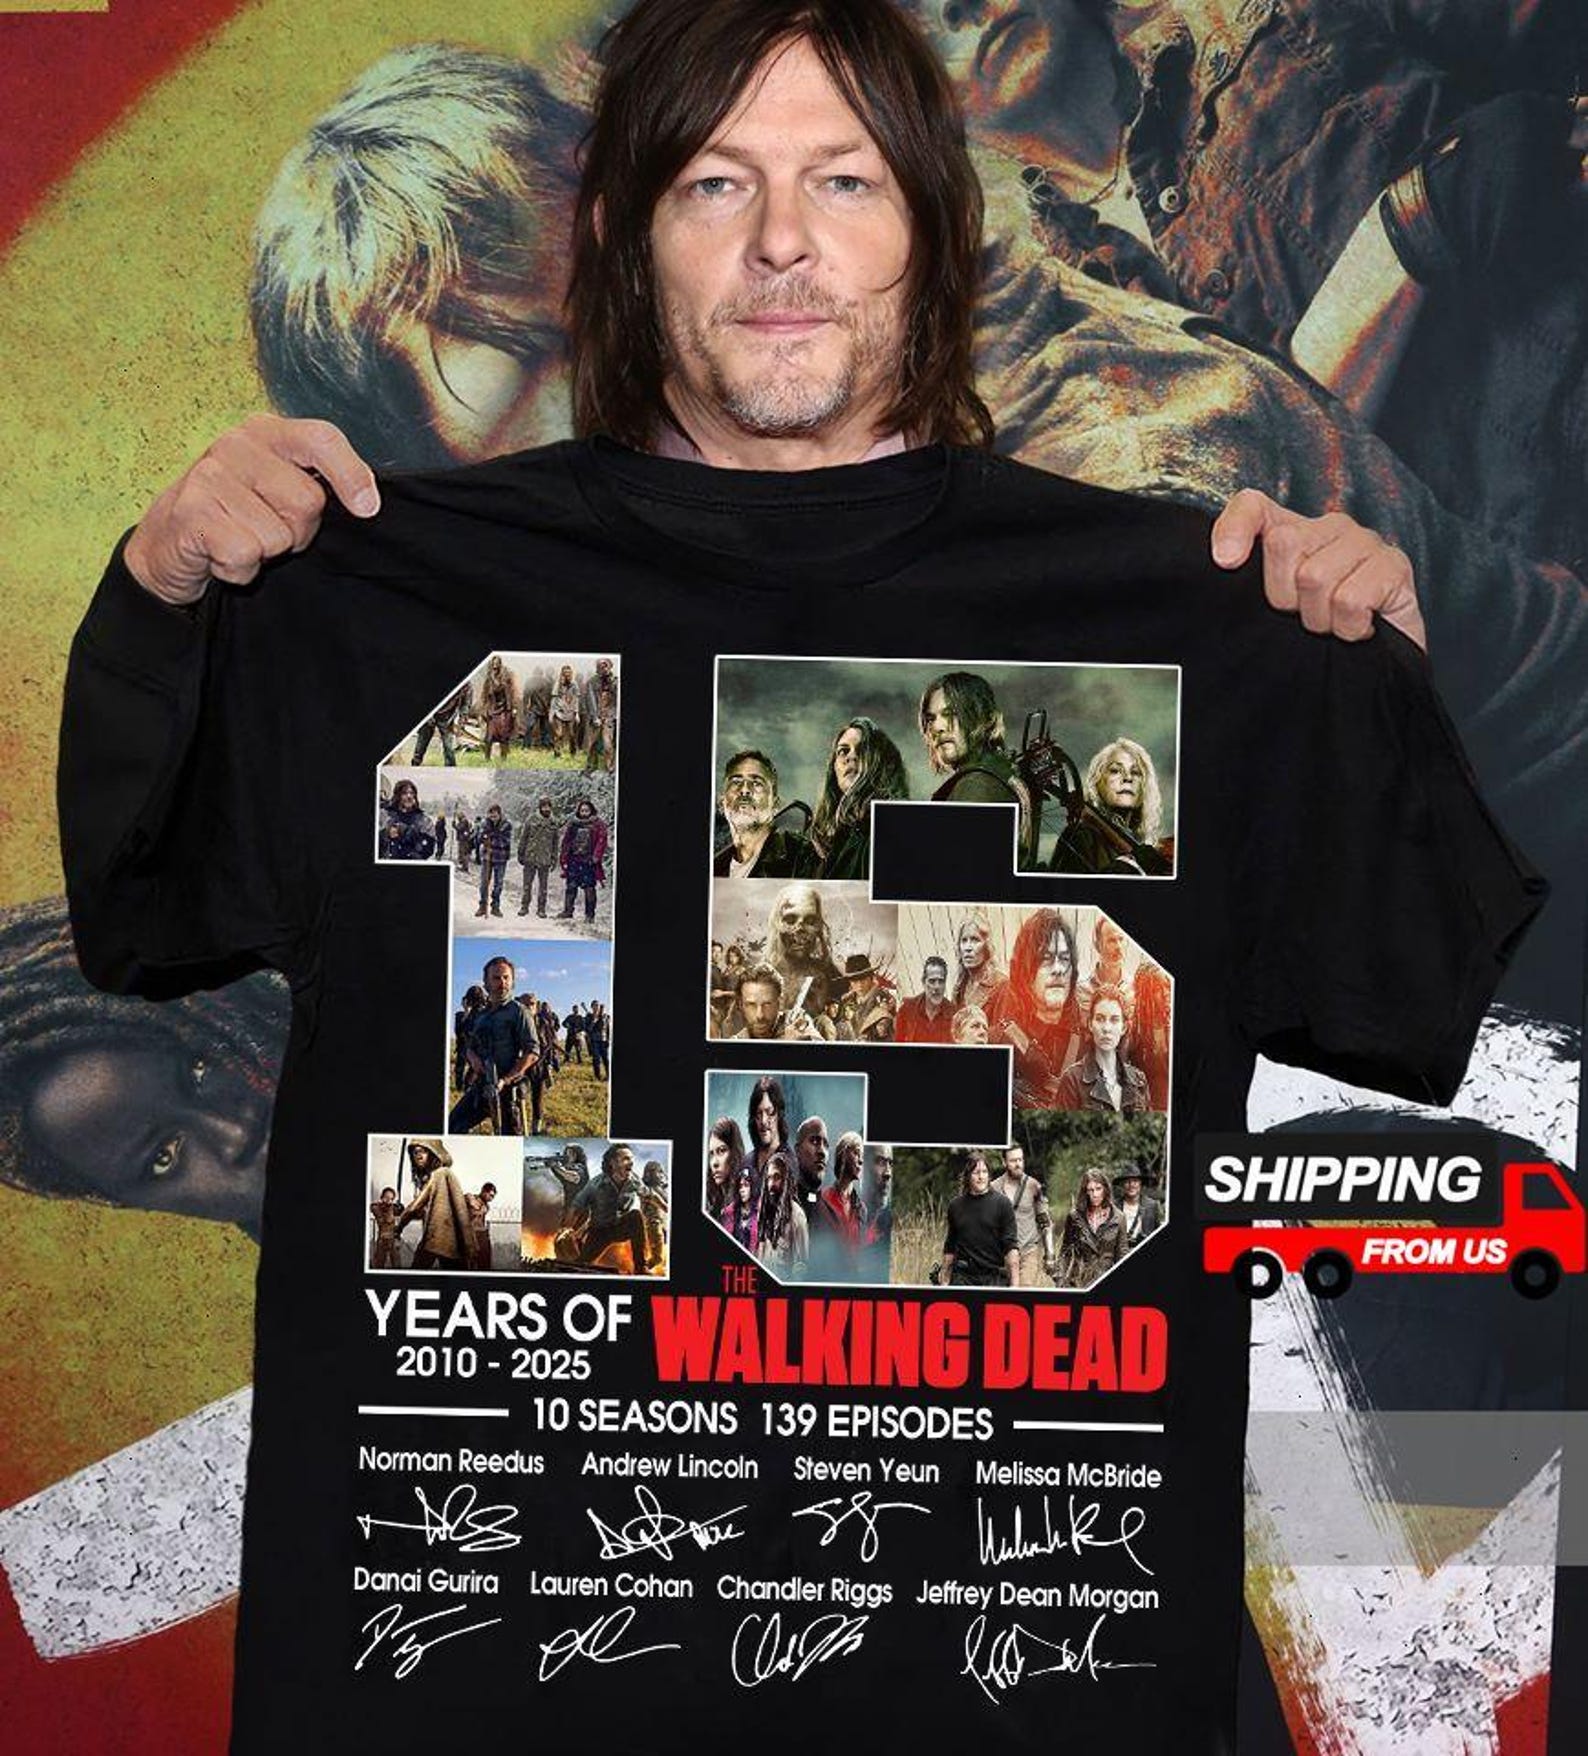 15
THE
YEARS OF WALKING DEAD
2010 - 2025
10 SEASONS 139 EPISODES
Norman Reedus Andrew Lincoln Steven Yeun Melissa McBride
Danai Gurira Lauren Cohan Chandler Riggs Jeffrey Dean Morgan
SHIPPING
FROM US